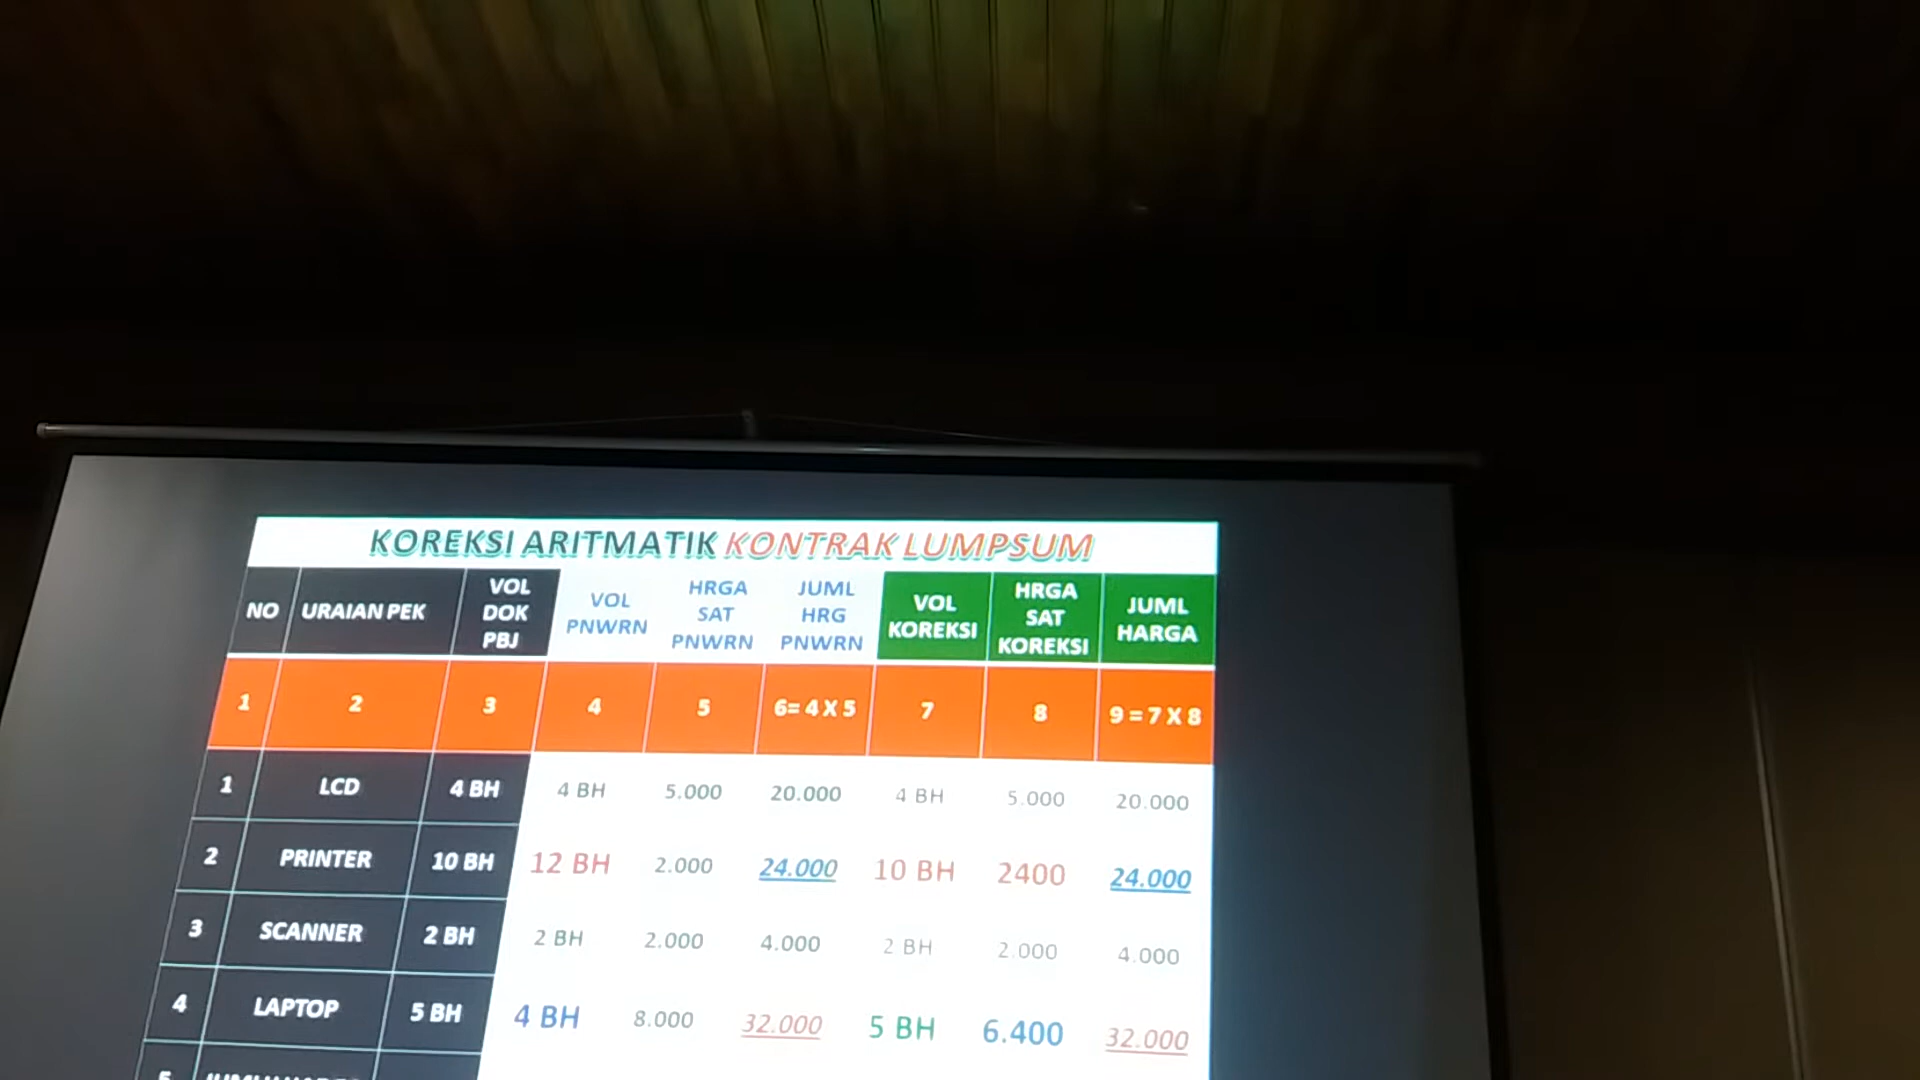 KOREKSI ARITMATIK KONTRAK LUMPSUM
NO URAIAN PEK VOL DOK PBJ VOL PNWRN HRGA SAT PNWRN JUML HRG PNWRN VOL KOREKSI HRGA SAT KOREKSI JUML HARGA
1 2 3 4 5 6= 4 X 5 7 8 9 = 7 X 8
1 LCD 4 BH 4 BH 5.000 20.000 4 BH 5.000 20.000
2 PRINTER 10 BH 12 BH 2.000 24.000 10 BH 2400 24.000
3 SCANNER 2 BH 2 BH 2.000 4.000 2 BH 2.000 4.000
4 LAPTOP 5 BH 4 BH 8.000 32.000 5 BH 6.400 32.000